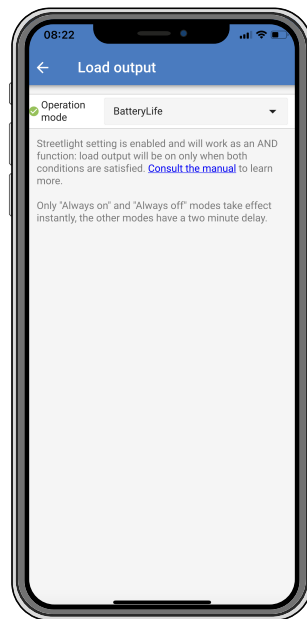 08:22
Load output
Operation
mode
BatteryLife
Streetlight setting is enabled and will work as an AND
function: load output will be on only when both
conditions are satisfied. Consult the manual to learn
more.
Only "Always on" and "Always off" modes take effect
instantly, the other modes have a two minute delay.